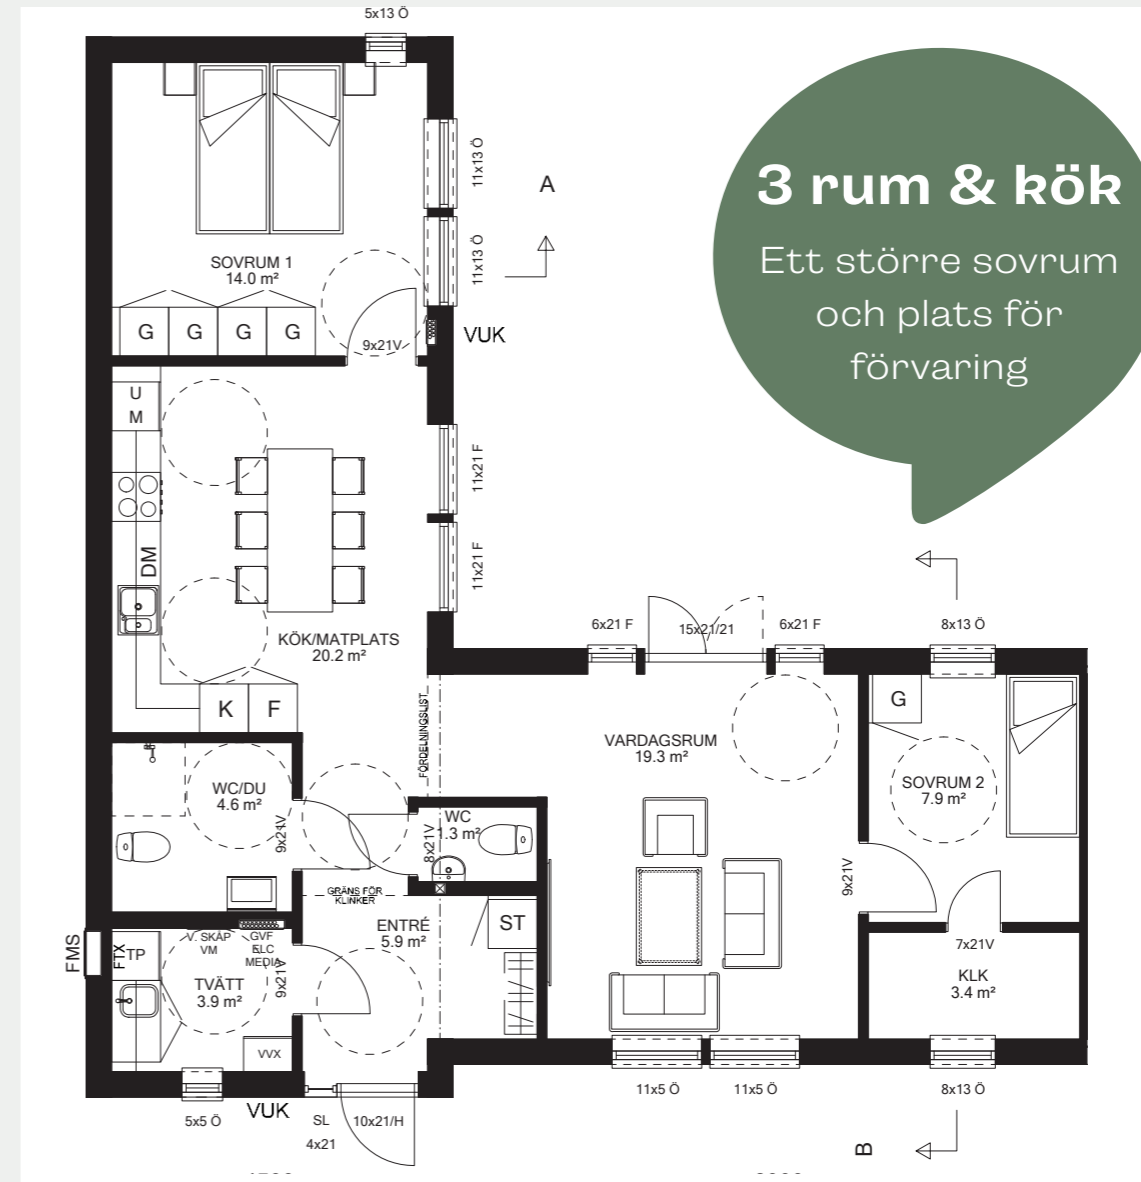 5x13 Ö
11x13 Ö
A
11x13 Ö
SOVRUM 1
14.0 m²
G G G G
9x21V
VUK
3 rum & kök
Ett större sovrum
och plats för
förvaring
U
M
11x21 F
DM
11x21 F
KÖK/MATPLATS
20.2 m²
K F
FÖRDELNINGSLIST
6x21 F
15x21/21
6x21 F
8x13 Ö
VARDAGSRUM
19.3 m²
G
SOVRUM 2
7.9 m²
9x21V
WC/DU
4.6 m²
9x21V
WC
1.3 m²
8x21V
GRÄNS FÖR
KLINKER
ENTRÉ
5.9 m²
ST
FMS
FTX
TP
V. SKÅP
VM
GVF
ELC
MEDIA
9x21V
TVÄTT
3.9 m²
VVX
7x21V
KLK
3.4 m²
5x5 Ö
VUK
SL
4x21
10x21/H
11x5 Ö
11x5 Ö
8x13 Ö
B